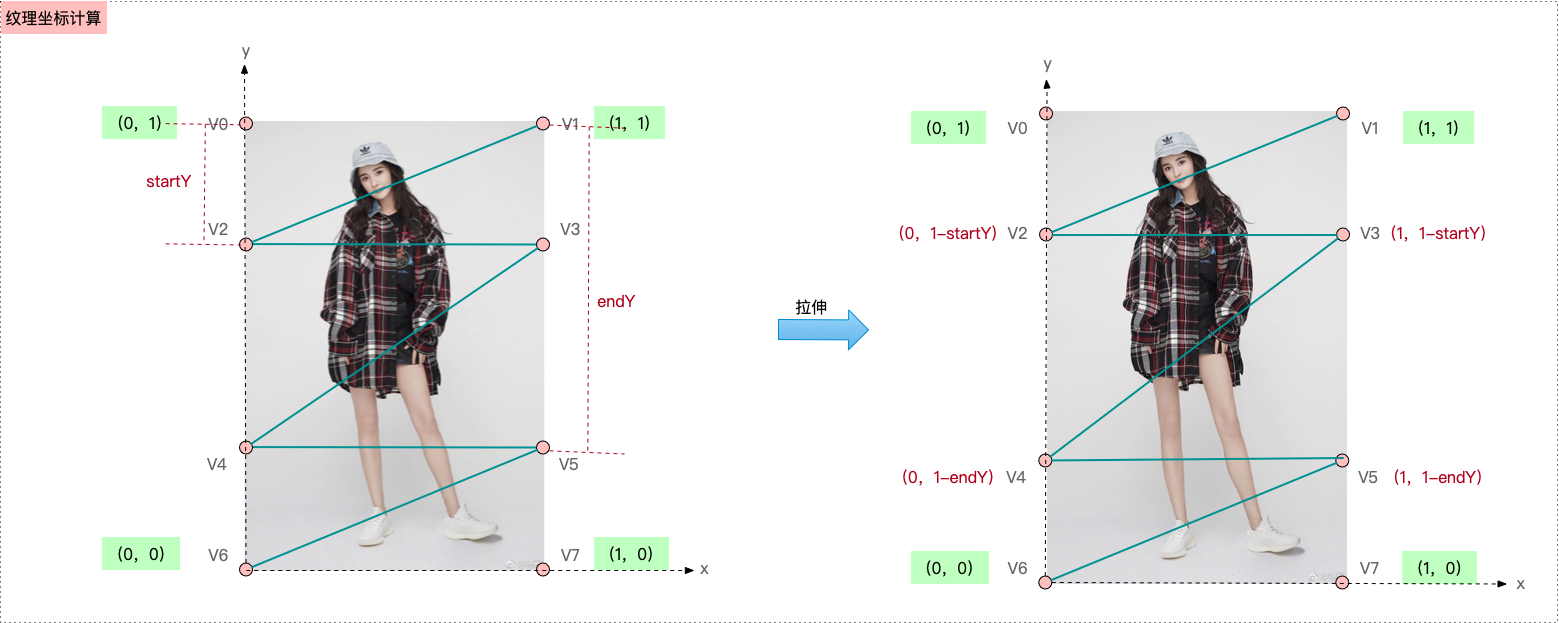 纹理坐标计算
y
(0, 1)
V0
V1
(1, 1)
startY
V2
V3
endY
V4
V5
(0, 0)
V6
V7
(1, 0)
x
拉伸
y
(0, 1)
V0
V1
(1, 1)
(0, 1-startY)
V2
V3
(1, 1-startY)
(0, 1-endY)
V4
V5
(1, 1-endY)
(0, 0)
V6
V7
(1, 0)
x